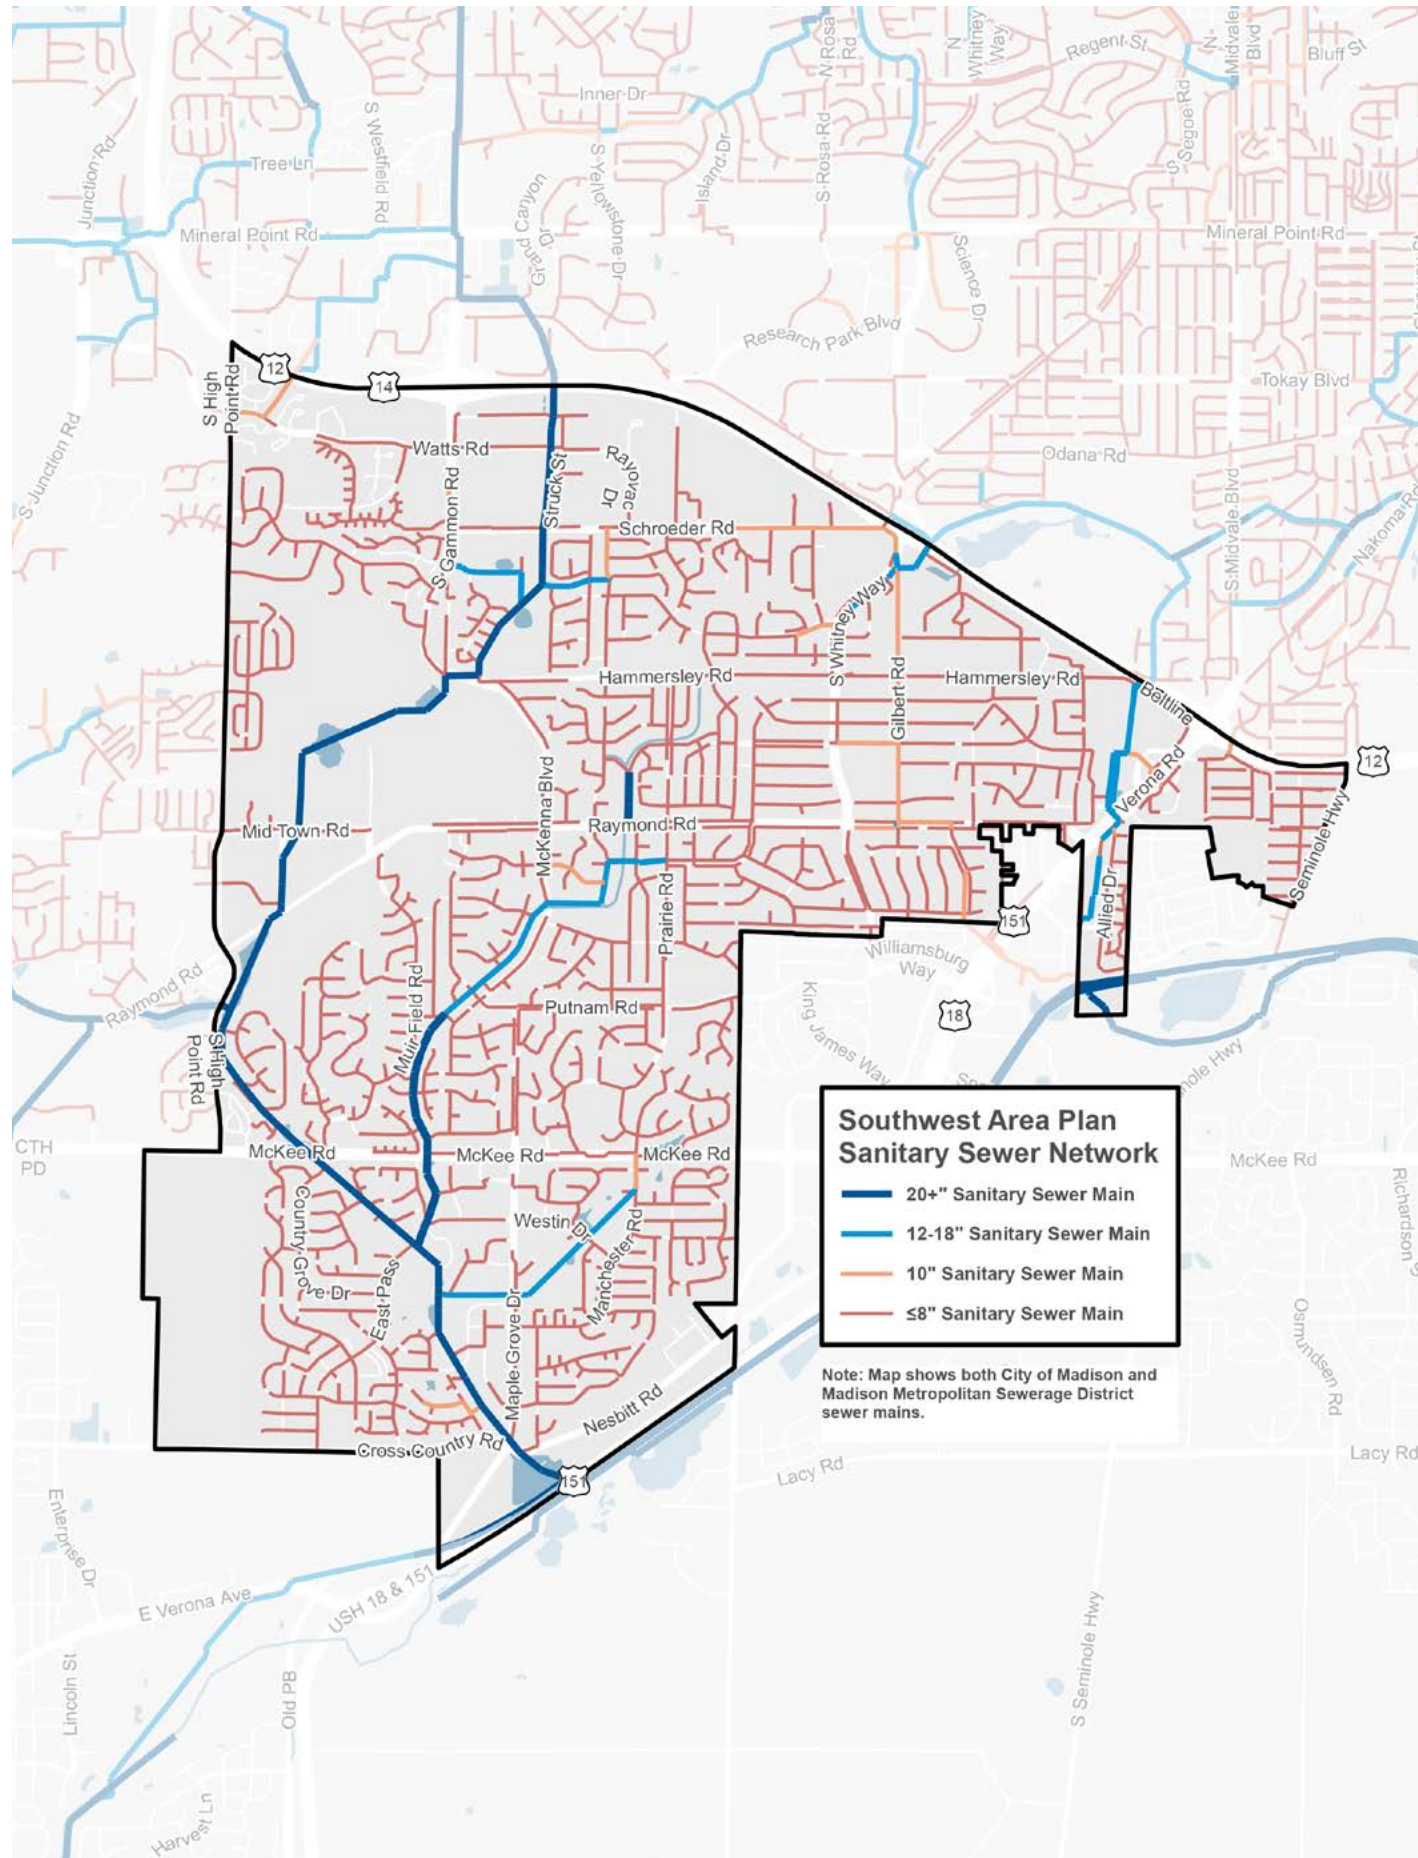 N Rosa
Rd
N
Whitney
Way
Regent St
N
Midvale
Blvd
Bluff St
Inner Dr
S Westfield Rd
Junction Rd
Tree Ln
S Yellowstone Dr
Island Dr
S Rosa Rd
S Segoe Rd
Grand Canyon
Dr
Mineral Point Rd
Mineral Point Rd
Science Dr
Research Park Blvd
12
14
S High
Point Rd
Tokay Blvd
S Junction Rd
Watts Rd
Rayovac
Dr
Odana Rd
S Gammon Rd
Struck St
Schroeder Rd
S Midvale Blvd
Nakoma Rd
S Whitney Way
Hammersley Rd
Hammersley Rd
Gilbert Rd
Beltline
12
Verona Rd
McKenna Blvd
Mid Town Rd
Raymond Rd
Seminole Hwy
Allied Dr
Prairie Rd
151
Williamsburg
Way
Raymond Rd
Muir Field Rd
Putnam Rd
King James Way
18
S High
Point Rd
CTH
PD
McKee Rd
McKee Rd
McKee Rd
McKee Rd
Richardson
Country Grove Dr
Westin Dr
Manchester Rd
East Pass
Maple Grove Dr
Osmundsen Rd
Southwest Area Plan
Sanitary Sewer Network
20+" Sanitary Sewer Main
12-18" Sanitary Sewer Main
10" Sanitary Sewer Main
≤8" Sanitary Sewer Main
Note: Map shows both City of Madison and
Madison Metropolitan Sewerage District
sewer mains.
Nesbitt Rd
Cross Country Rd
151
Lacy Rd
Lacy Rd
Enterprise Dr
E Verona Ave
USH 18 & 151
Lincoln St
Old PB
S Seminole Hwy
Harvest Ln